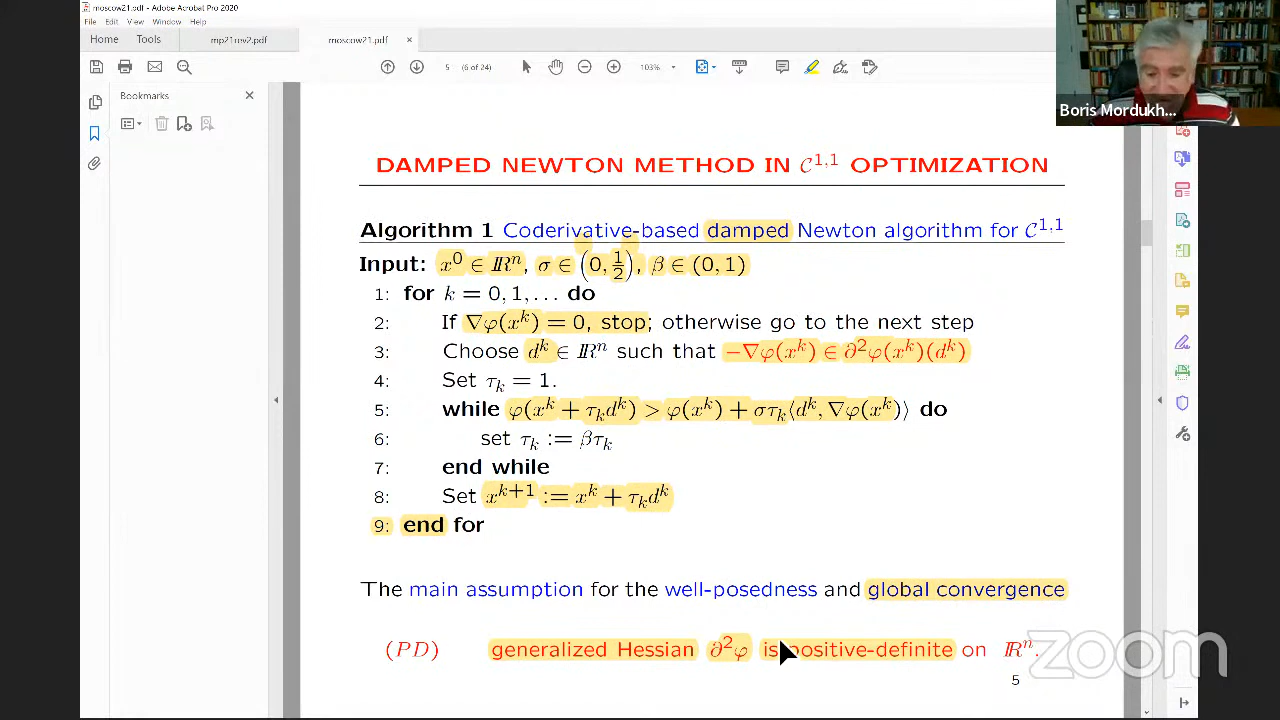 moscow21.pdf - Adobe Acrobat Pro 2020
File Edit View Window Help
Home Tools mp21rev2.pdf moscow21.pdf ×
5 (6 of 24) 103%
Bookmarks
Boris Mordukh...
DAMPED NEWTON METHOD IN 𝒞^{1,1} OPTIMIZATION
Algorithm 1 Coderivative-based damped Newton algorithm for 𝒞^{1,1}
Input: x^0 ∈ ℝ^n, σ ∈ (0, 1/2), β ∈ (0, 1)
1: for k = 0, 1, . . . do
2: If ∇φ(x^k) = 0, stop; otherwise go to the next step
3: Choose d^k ∈ ℝ^n such that −∇φ(x^k) ∈ ∂^2φ(x^k)(d^k)
4: Set τ_k = 1.
5: while φ(x^k + τ_k d^k) > φ(x^k) + στ_k⟨d^k, ∇φ(x^k)⟩ do
6: set τ_k := βτ_k
7: end while
8: Set x^{k+1} := x^k + τ_k d^k
9: end for
The main assumption for the well-posedness and global convergence
(PD) generalized Hessian ∂^2φ is positive-definite on ℝ^n.
5
zoom